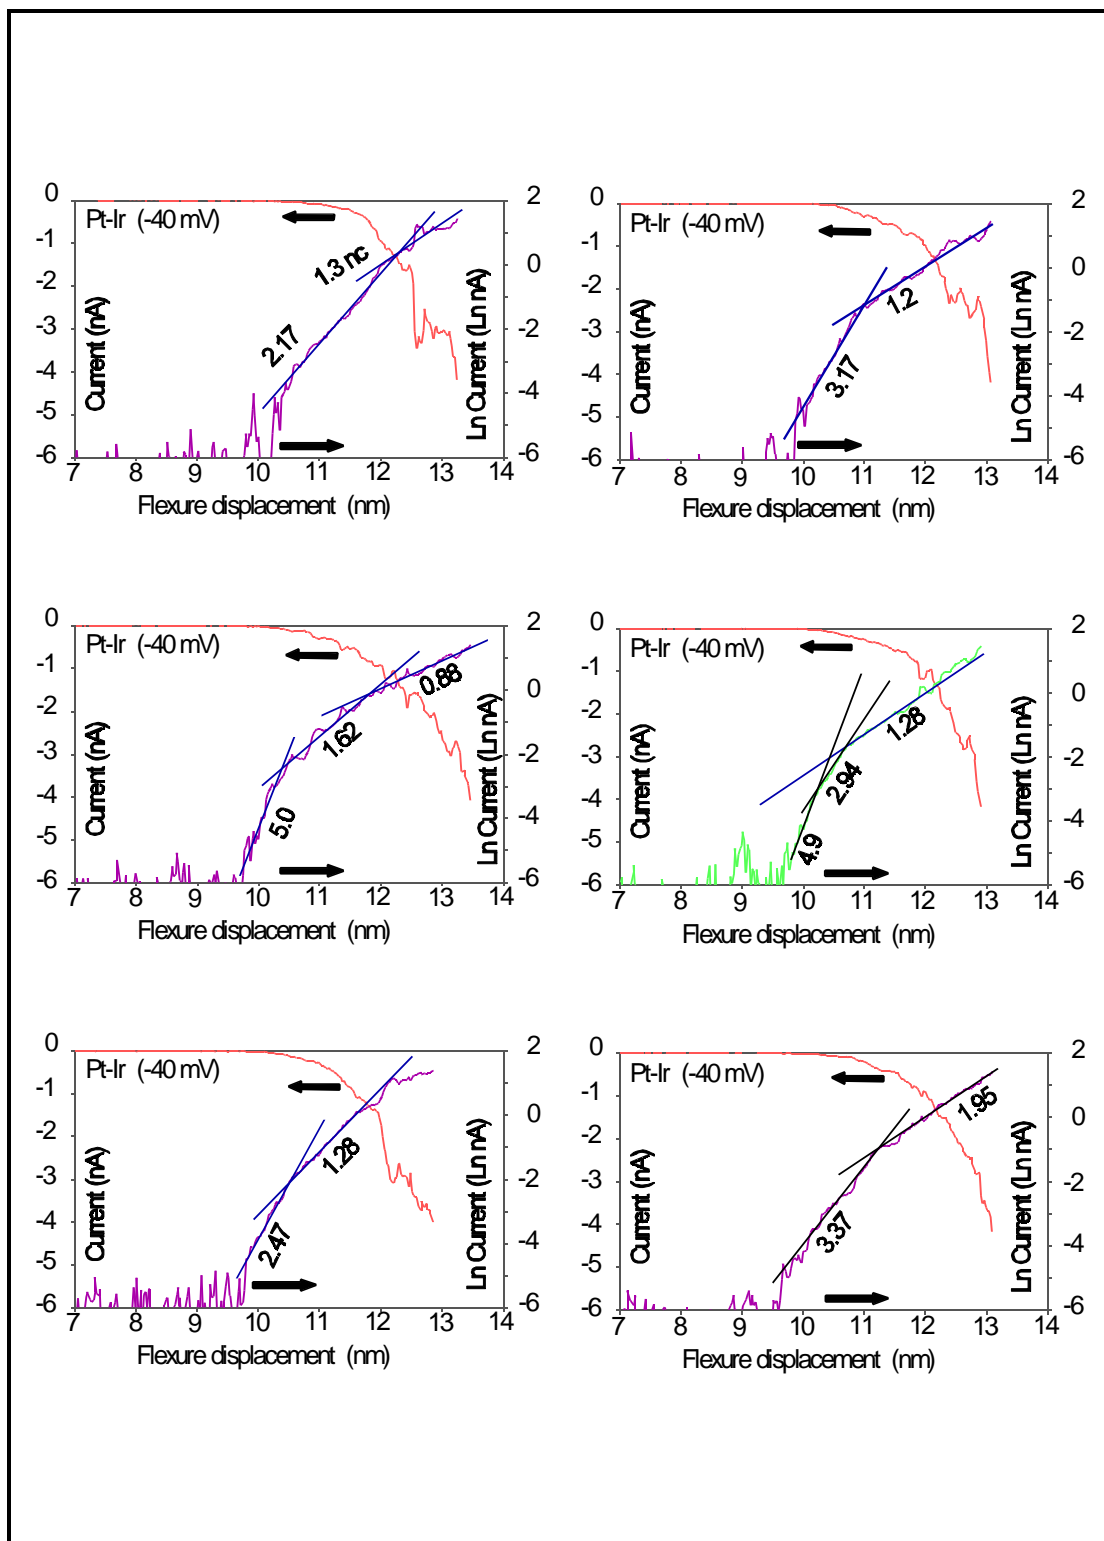 0 2
Pt-Ir (-40 mV)
-1
1.3 nc
0
-2
2.17
-3
-2
-4
-4
-5
-6 -6
Current (nA)
Ln Current (Ln nA)
7 8 9 10 11 12 13 14
Flexure displacement (nm)
0 2
Pt-Ir (-40 mV)
-1
0
-2
1.2
-3
-2
3.17
-4
-4
-5
-6 -6
Current (nA)
Ln Current (Ln nA)
7 8 9 10 11 12 13 14
Flexure displacement (nm)
0 2
Pt-Ir (-40 mV)
-1
0.88
0
-2
1.62
-3
-2
-4
5.0
-4
-5
-6 -6
Current (nA)
Ln Current (Ln nA)
7 8 9 10 11 12 13 14
Flexure displacement (nm)
0 2
Pt-Ir (-40 mV)
-1
0
-2
1.28
-3
2.94
-2
-4
4.9
-4
-5
-6 -6
Current (nA)
Ln Current (Ln nA)
7 8 9 10 11 12 13 14
Flexure displacement (nm)
0 2
Pt-Ir (-40 mV)
-1
0
-2
1.28
-3
-2
-4
2.47
-4
-5
-6 -6
Current (nA)
Ln Current (Ln nA)
7 8 9 10 11 12 13 14
Flexure displacement (nm)
0 2
Pt-Ir (-40 mV)
-1
1.95
0
-2
-3
-2
-4
3.37
-4
-5
-6 -6
Current (nA)
Ln Current (Ln nA)
7 8 9 10 11 12 13 14
Flexure displacement (nm)